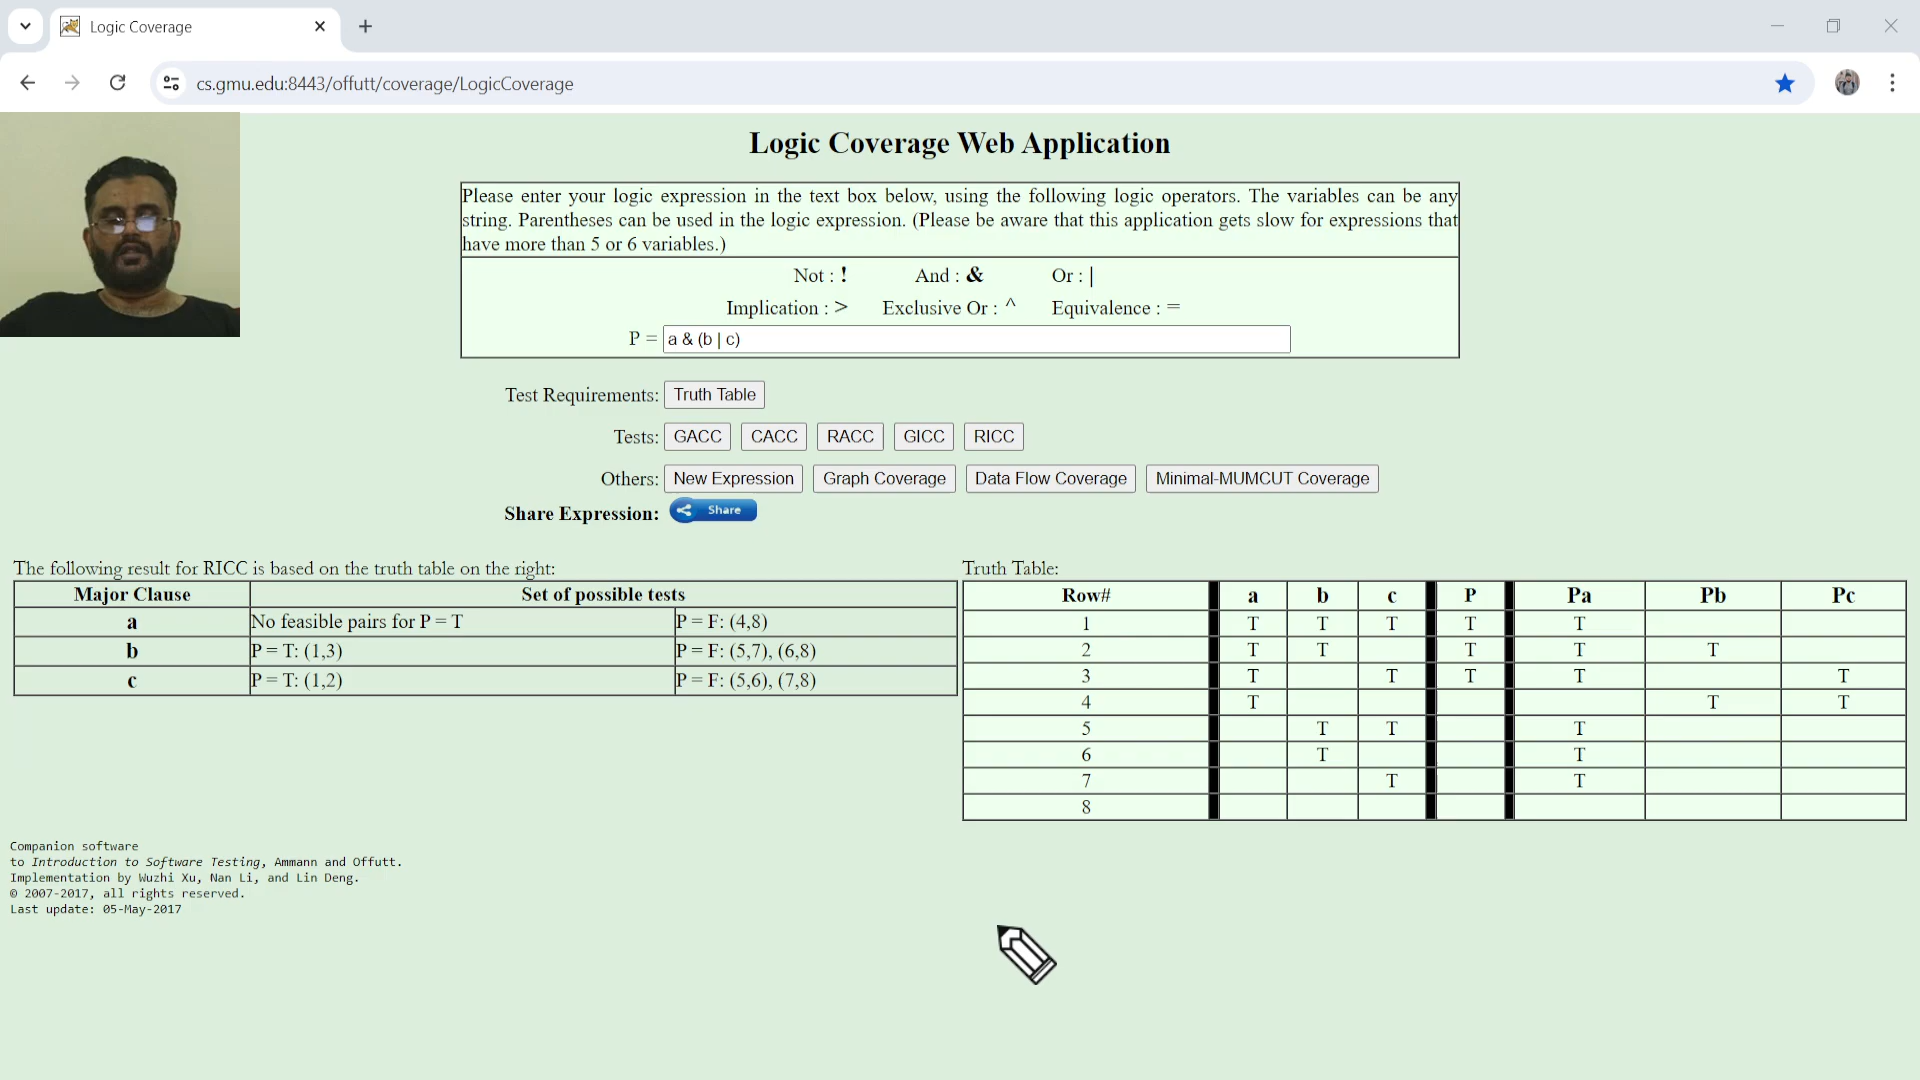 Logic Coverage
cs.gmu.edu:8443/offutt/coverage/LogicCoverage
Logic Coverage Web Application
Please enter your logic expression in the text box below, using the following logic operators. The variables can be any
string. Parentheses can be used in the logic expression. (Please be aware that this application gets slow for expressions that
have more than 5 or 6 variables.)
Not : ! And : & Or : |
Implication : > Exclusive Or : ^ Equivalence : =
P = a & (b | c)
Test Requirements: Truth Table
Tests: GACC CACC RACC GICC RICC
Others: New Expression Graph Coverage Data Flow Coverage Minimal-MUMCUT Coverage
Share Expression: Share
The following result for RICC is based on the truth table on the right:
Major Clause Set of possible tests
a No feasible pairs for P = T P = F: (4,8)
b P = T: (1,3) P = F: (5,7), (6,8)
c P = T: (1,2) P = F: (5,6), (7,8)
Truth Table:
Row# a b c P Pa Pb Pc
1 T T T T T
2 T T T T T
3 T T T T T
4 T T T
5 T T T
6 T T
7 T T
8
Companion software
to Introduction to Software Testing, Ammann and Offutt.
Implementation by Wuzhi Xu, Nan Li, and Lin Deng.
© 2007-2017, all rights reserved.
Last update: 05-May-2017